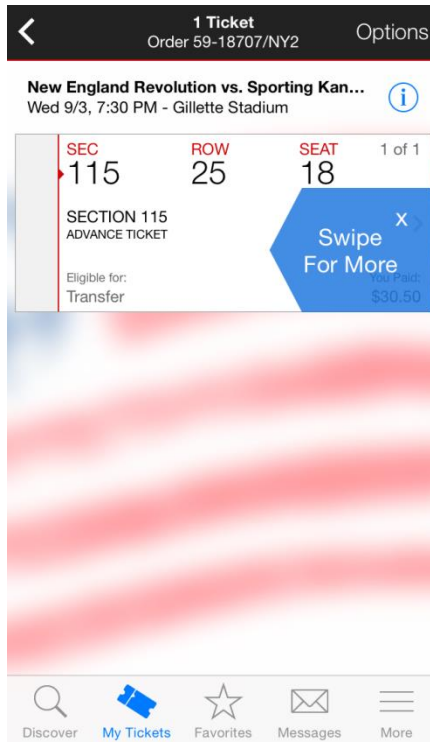 1 Ticket
Order 59-18707/NY2
Options
New England Revolution vs. Sporting Kan...
Wed 9/3, 7:30 PM - Gillette Stadium
i
SEC ROW SEAT 1 of 1
115 25 18
SECTION 115
ADVANCE TICKET
x
Swipe
For More
Eligible for: You Paid:
Transfer $30.50
Discover My Tickets Favorites Messages More